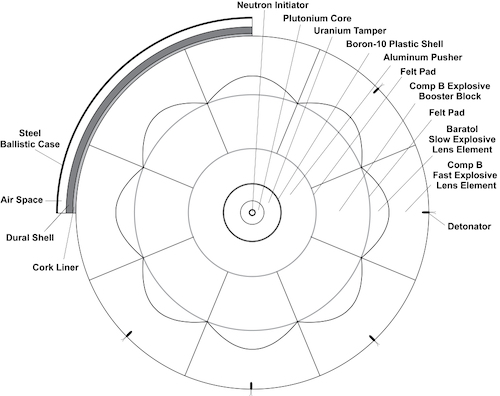 Neutron Initiator
Plutonium Core
Uranium Tamper
Boron-10 Plastic Shell
Aluminum Pusher
Felt Pad
Comp B Explosive
Booster Block
Felt Pad
Baratol
Slow Explosive
Lens Element
Comp B
Fast Explosive
Lens Element
Detonator
Steel
Ballistic Case
Air Space
Dural Shell
Cork Liner